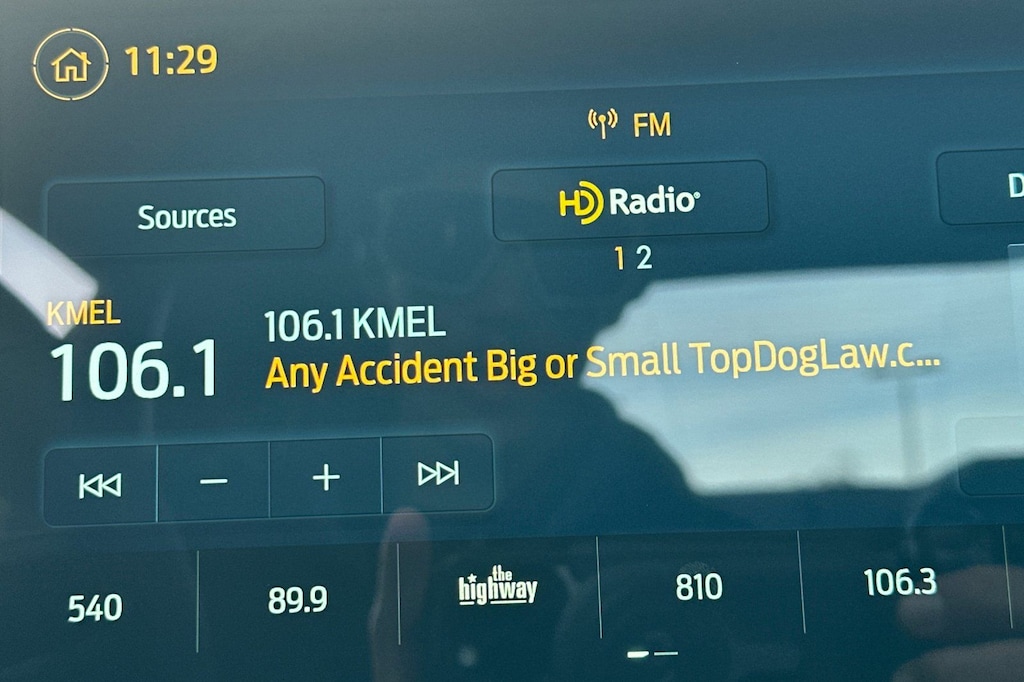 11:29
FM
Sources
HD Radio®
D
1 2
KMEL
106.1
106.1 KMEL
Any Accident Big or Small TopDogLaw.c...
540
89.9
the highway
810
106.3